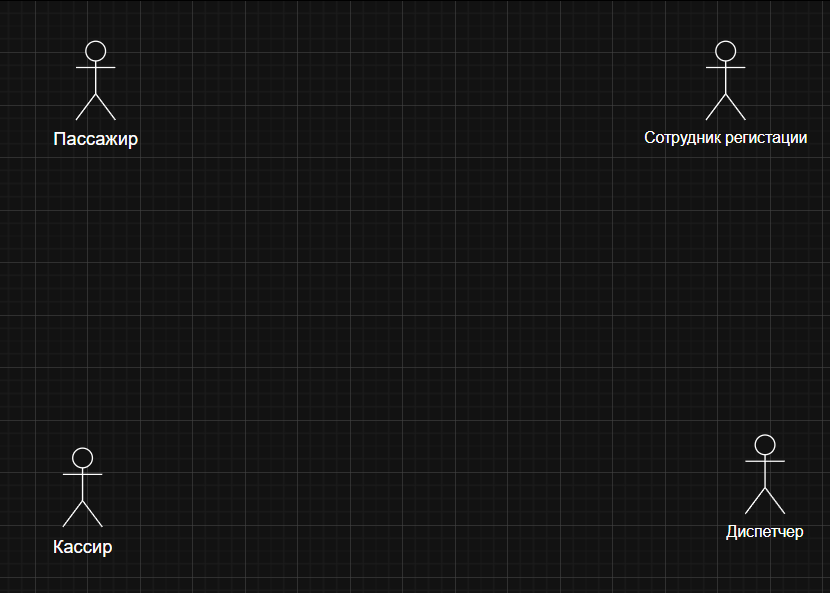 Пассажир
Сотрудник регистации
Кассир
Диспетчер